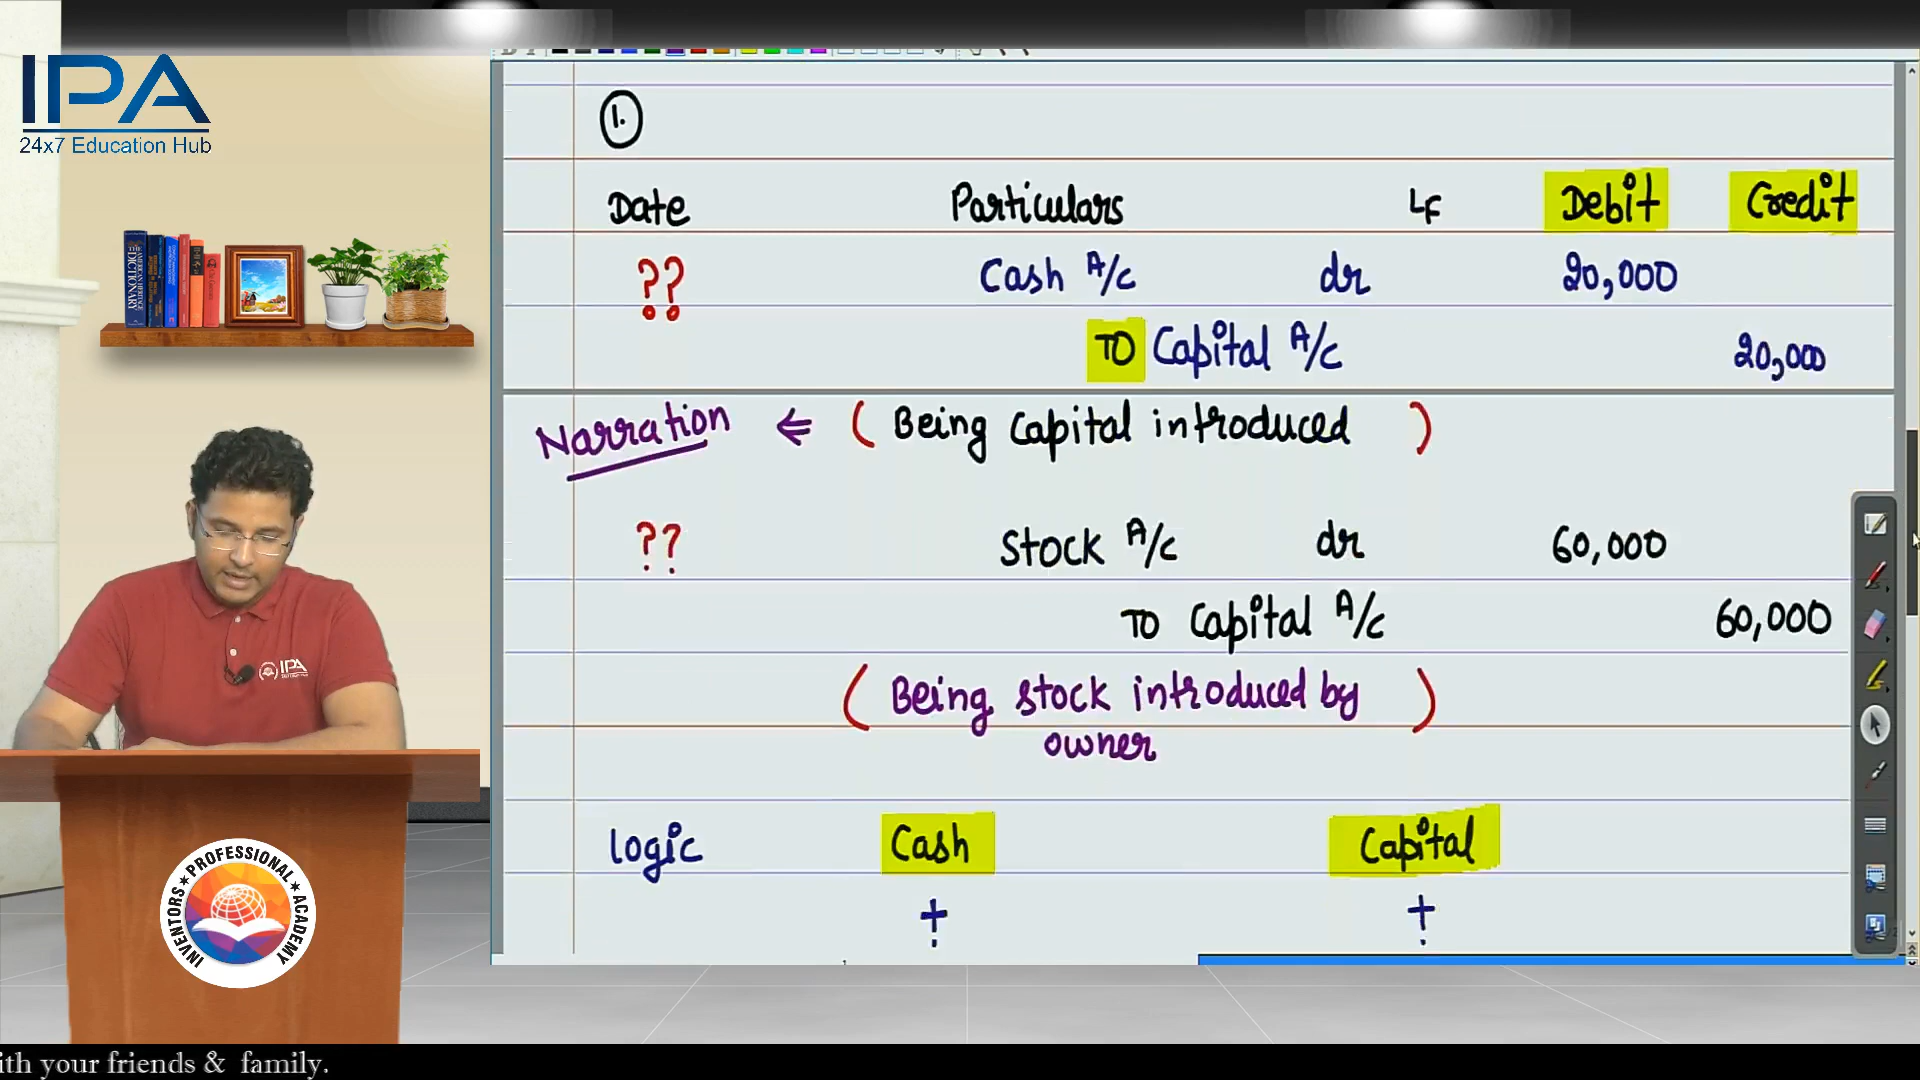 IPA
24x7 Education Hub
1.
Date Particulars LF Debit Credit
?? Cash A/c dr 20,000
TO Capital A/c 20,000
Narration ⇐ ( Being Capital introduced )
?? Stock A/c dr 60,000
TO Capital A/c 60,000
( Being stock introduced by )
owner
Logic Cash Capital
+ +
IPA
INVENTORS PROFESSIONAL ACADEMY
ith your friends & family.